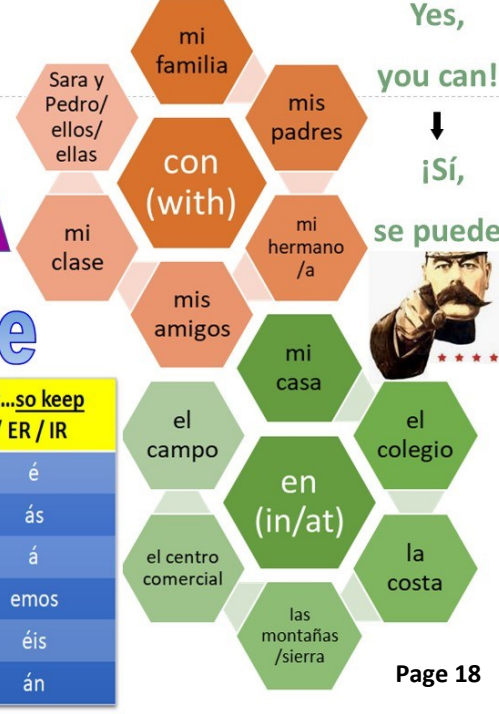 mi
familia
Sara y
Pedro/
ellos/
ellas
mis
padres
con
(with)
mi
clase
mi
hermano
/a
mis
amigos
Yes,
you can!
¡Sí,
se puede
e
...so keep
/ ER / IR
é
ás
á
emos
éis
án
mi
casa
el
campo
el
colegio
en
(in/at)
el centro
comercial
la
costa
las
montañas
/sierra
Page 18